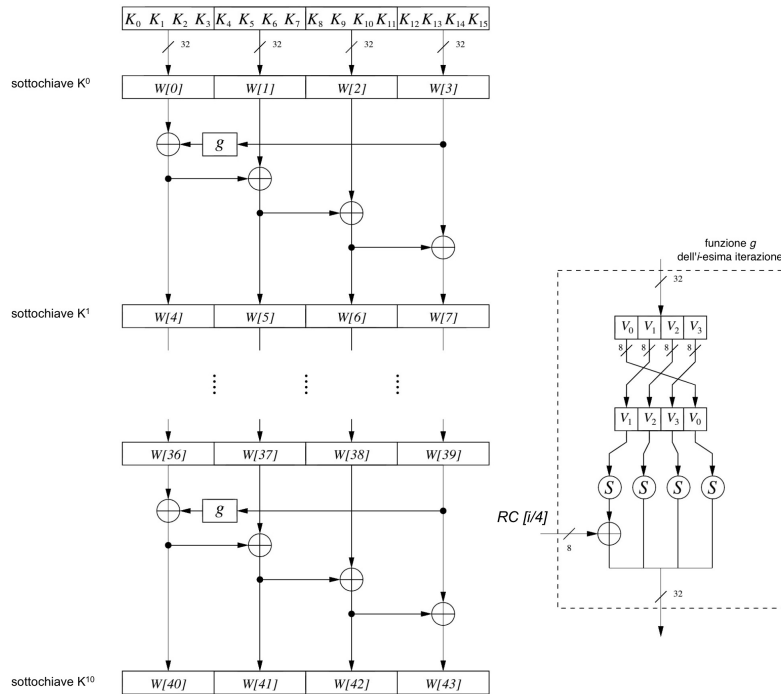 K₀ K₁ K₂ K₃ K₄ K₅ K₆ K₇ K₈ K₉ K₁₀ K₁₁ K₁₂ K₁₃ K₁₄ K₁₅
32 32 32 32
sottochiave K⁰ W[0] W[1] W[2] W[3]
g
sottochiave K¹ W[4] W[5] W[6] W[7]
W[36] W[37] W[38] W[39]
g
sottochiave K¹⁰ W[40] W[41] W[42] W[43]
funzione g
dell'i-esima iterazione
32
V₀ V₁ V₂ V₃
8 8 8 8
V₁ V₂ V₃ V₀
S S S S
RC [i/4]
8
32